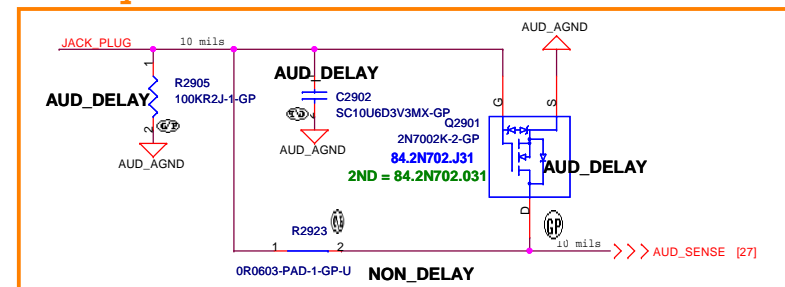 AUD_AGND
JACK_PLUG
10 mils
1
R2905
100KR2J-1-GP
AUD_DELAY
2
AUD_AGND
AUD_DELAY
C2902
SC10U6D3V3MX-GP
AUD_AGND
G
S
Q2901
2N7002K-2-GP
84.2N702.J31
2ND = 84.2N702.031
AUD_DELAY
D
GP
R2923
1
2
0R0603-PAD-1-GP-U
NON_DELAY
10 mils
AUD_SENSE [27]